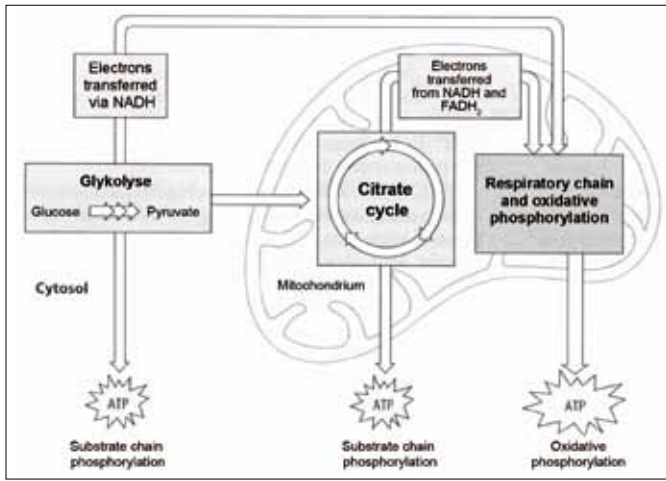 Electrons
transferred
via NADH
Electrons
transferred
from NADH and
FADH2
Glykolyse
Glucose Pyruvate
Citrate
cycle
Respiratory chain
and oxidative
phosphorylation
Cytosol
Mitochondrium
ATP
ATP
ATP
Substrate chain
phosphorylation
Substrate chain
phosphorylation
Oxidative
phosphorylation